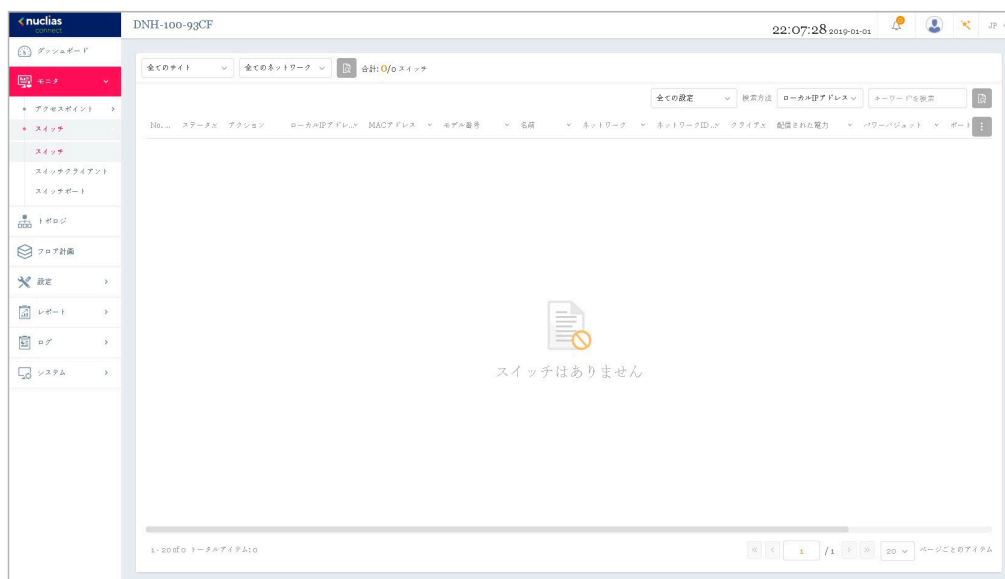 nuclias
connect
DNH-100-93CF
22:07:28 2019-01-01
JP
ダッシュボード
モニタ
アクセスポイント
スイッチ
スイッチ
スイッチクライアント
スイッチポート
トポロジ
フロア計画
設定
レポート
ログ
システム
全てのサイト
全てのネットワーク
合計: 0/0 スイッチ
全ての設定
検索方法
ローカルIPアドレス
キーワードを検索
No....
ステータス
アクション
ローカルIPアドレ...
MACアドレス
モデル番号
名前
ネットワーク
ネットワークID...
クライアン
配信された電力
パワーバジェット
ポート
スイッチはありません
1 - 20 of 0 トータルアイテム: 0
1
/ 1
20
ページごとのアイテム